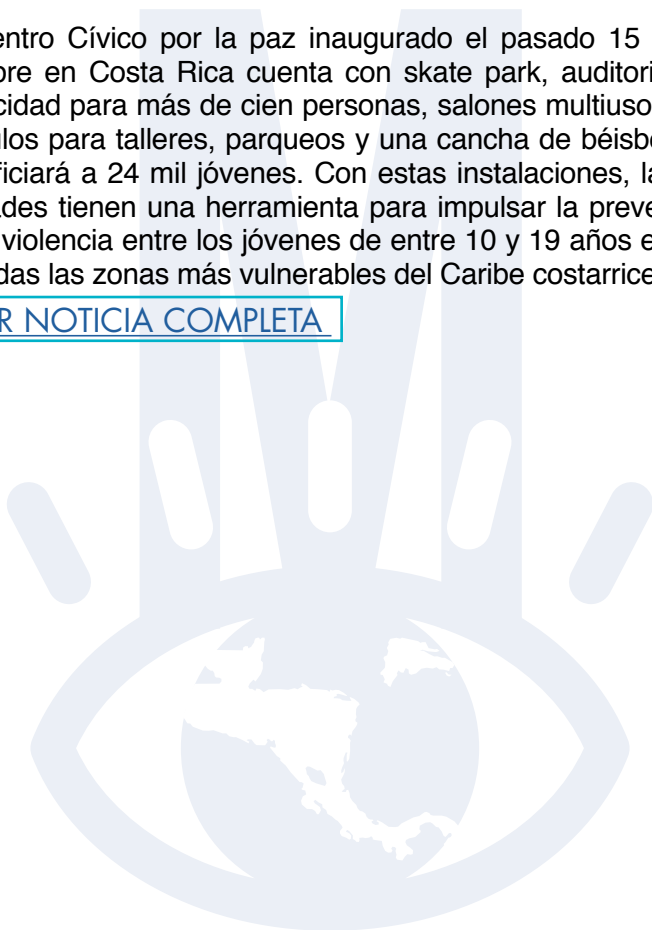 entro Cívico por la paz inaugurado el pasado 15
bre en Costa Rica cuenta con skate park, auditori
cidad para más de cien personas, salones multiuso
ulos para talleres, parqueos y una cancha de béisb
ficiará a 24 mil jóvenes. Con estas instalaciones, la
ades tienen una herramienta para impulsar la preve
violencia entre los jóvenes de entre 10 y 19 años e
das las zonas más vulnerables del Caribe costarrice
R NOTICIA COMPLETA